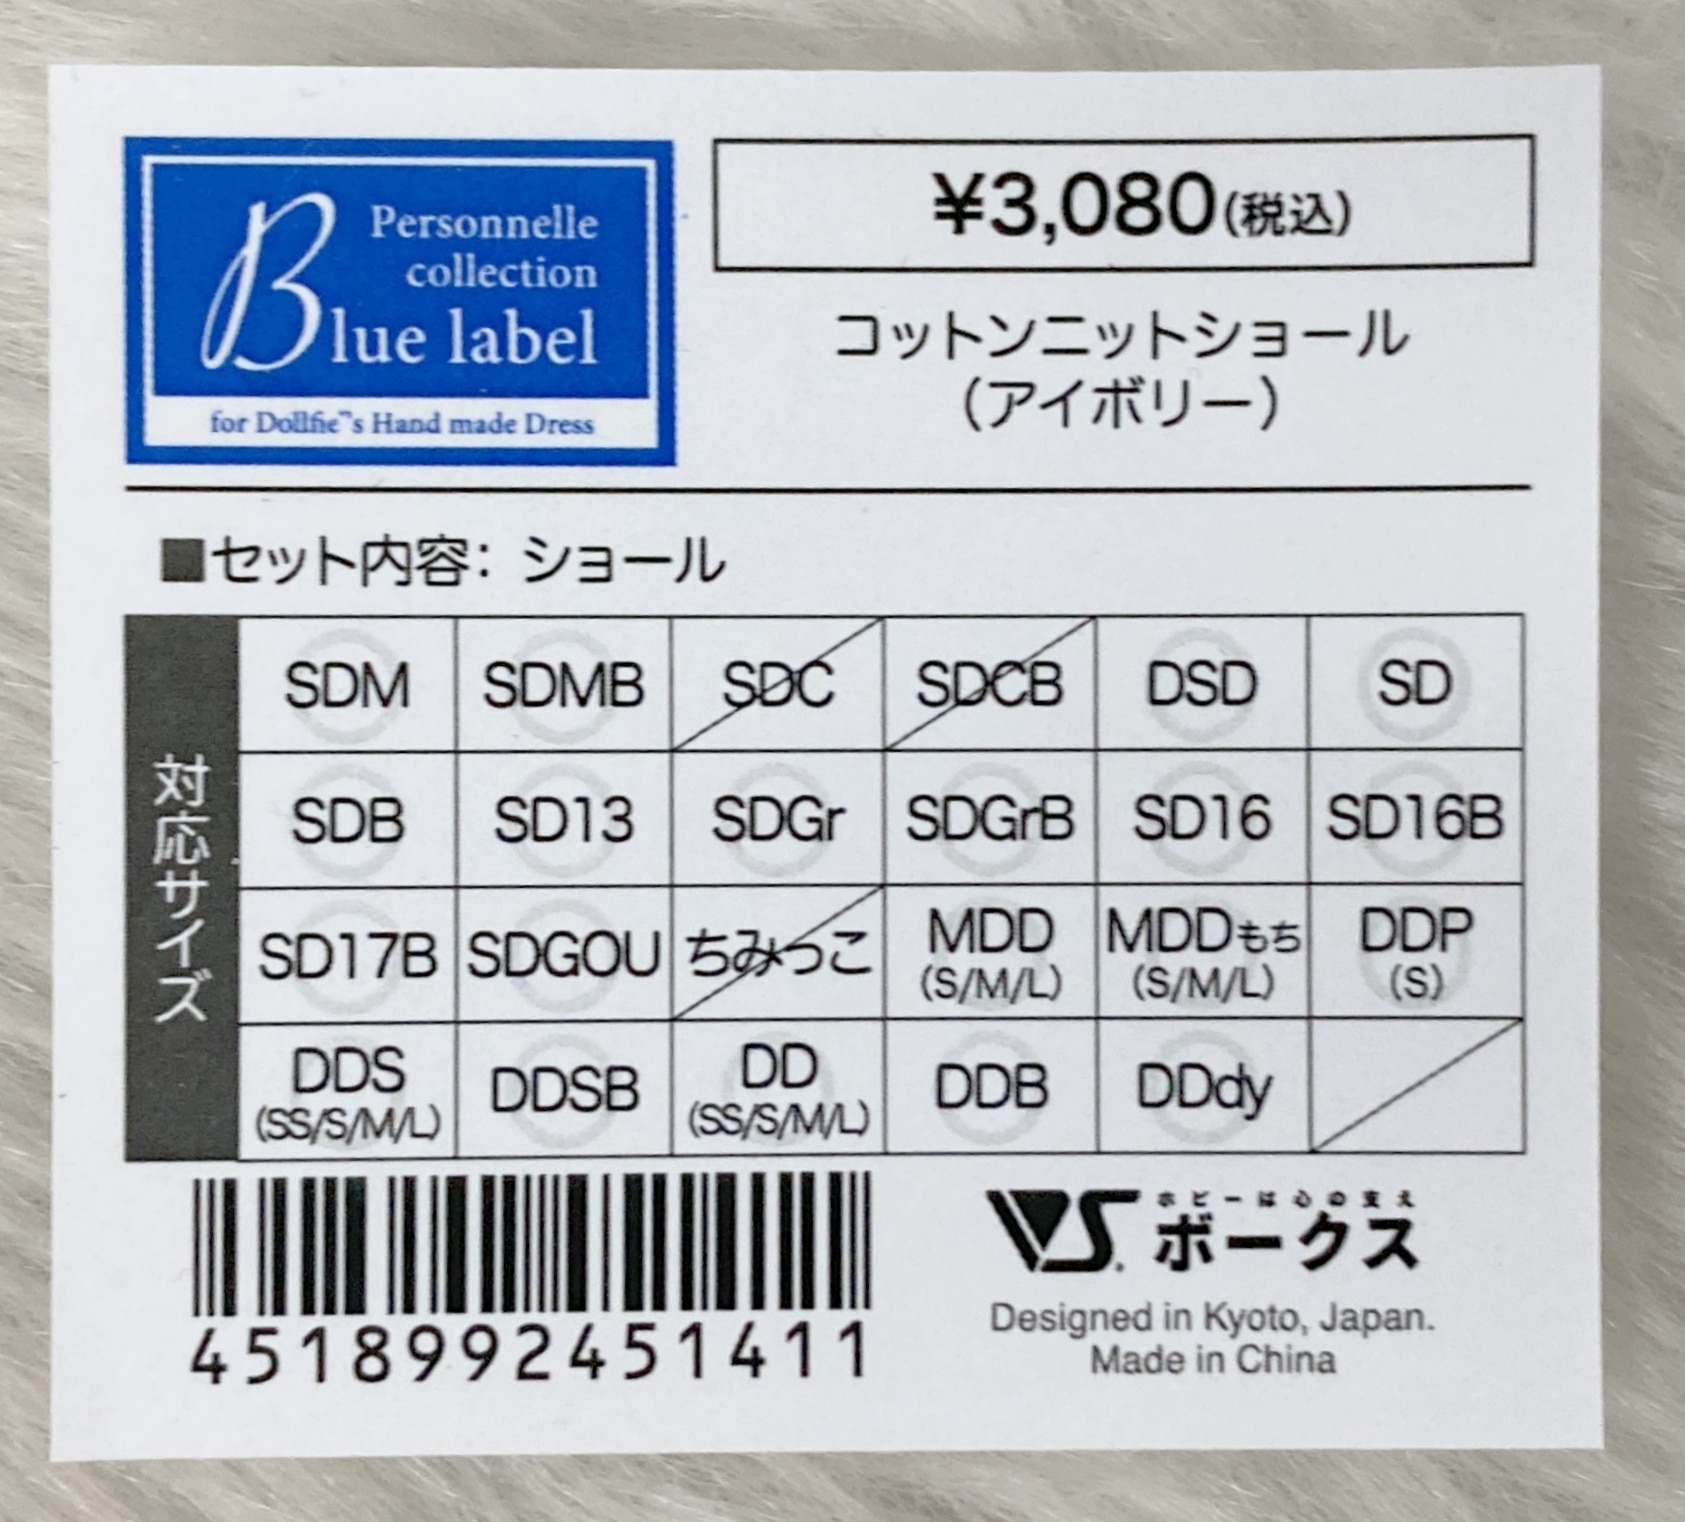 Personnelle
collection
Blue label
for Dollfie™s Hand made Dress
¥3,080(税込)
コットンニットショール
(アイボリー)
■セット内容: ショール
対応サイズ
SDM SDMB SDC SDCB DSD SD
SDB SD13 SDGr SDGrB SD16 SD16B
SD17B SDGOU ちみっこ MDD (S/M/L) MDDもち (S/M/L) DDP (S)
DDS (SS/S/M/L) DDSB DD (SS/S/M/L) DDB DDdy
4518992451411
ホビーは心の支え
VS. ボークス
Designed in Kyoto, Japan.
Made in China